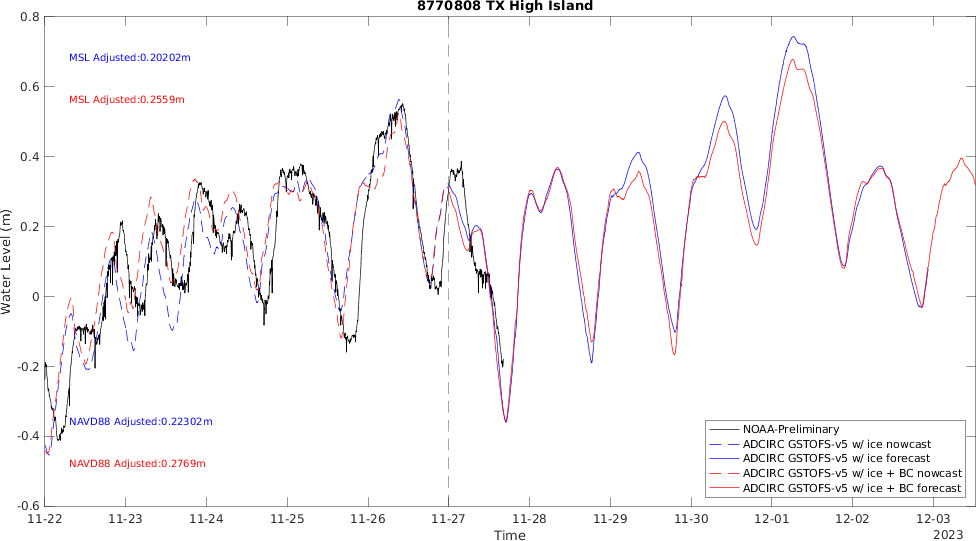 8770808 TX High Island
0.8
0.6
0.4
0.2
0
-0.2
-0.4
-0.6
Water Level (m)
MSL Adjusted:0.20202m
MSL Adjusted:0.2559m
NAVD88 Adjusted:0.22302m
NAVD88 Adjusted:0.2769m
NOAA-Preliminary
ADCIRC GSTOFS-v5 w/ ice nowcast
ADCIRC GSTOFS-v5 w/ ice forecast
ADCIRC GSTOFS-v5 w/ ice + BC nowcast
ADCIRC GSTOFS-v5 w/ ice + BC forecast
11-22 11-23 11-24 11-25 11-26 11-27 11-28 11-29 11-30 12-01 12-02 12-03
Time 2023